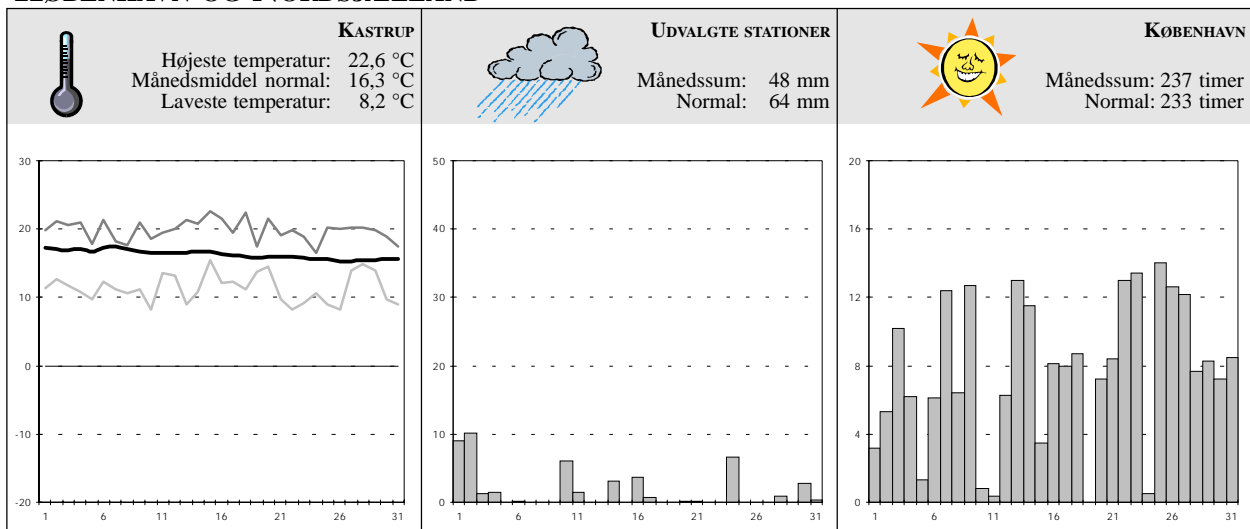 KASTRUP
Højeste temperatur: 22,6 °C
Månedsmiddel normal: 16,3 °C
Laveste temperatur: 8,2 °C
UDVALGTE STATIONER
Månedssum: 48 mm
Normal: 64 mm
KØBENHAVN
Månedssum: 237 timer
Normal: 233 timer
30
20
10
0
-10
-20
1 6 11 16 21 26 31
50
40
30
20
10
0
1 6 11 16 21 26 31
20
16
12
8
4
0
1 6 11 16 21 26 31